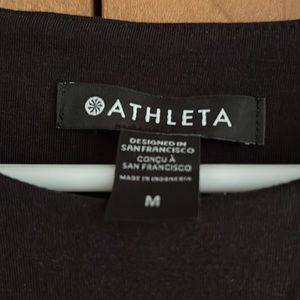 ATHLETA
DESIGNED IN
SAN FRANCISCO
CONÇU À
SAN FRANCISCO
MADE IN INDONESIA
M